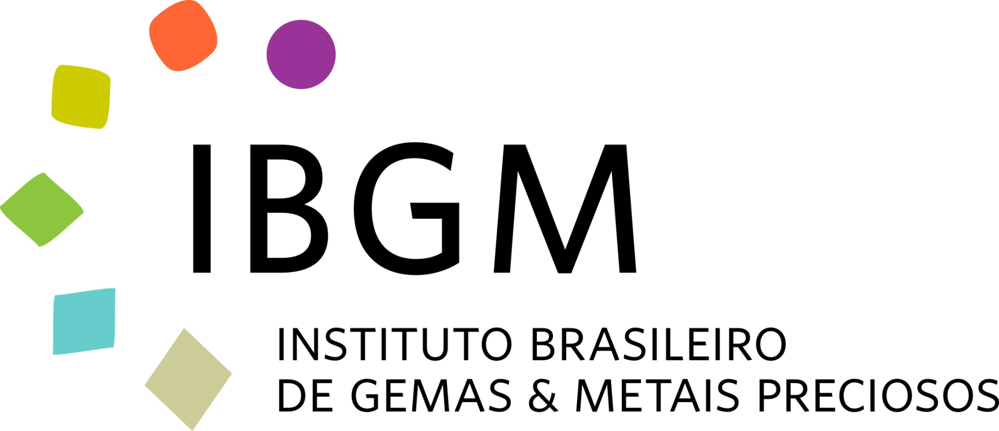 IBGM
INSTITUTO BRASILEIRO
DE GEMAS & METAIS PRECIOSOS